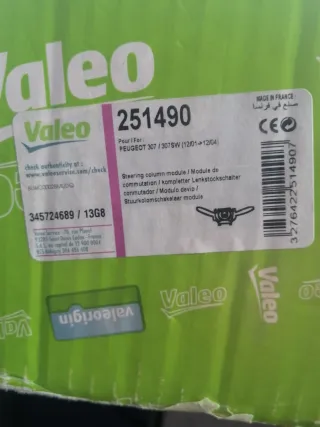 Valeo
Valeo
251490
MADE IN FRANCE
صنع في فرنسا
Pour / For :
PEUGEOT 307 / 307SW (12/01->12/04)
check authenticity at :
www.valeoservice.com/check
Steering column module / Module de
commutation / kompletter Lenkstockschalter
commutador / Modulo devio /
Stuurkolomschakelaar module
345724689 / 13G8
3276422514907
Valeo
Valeo
valeorigin